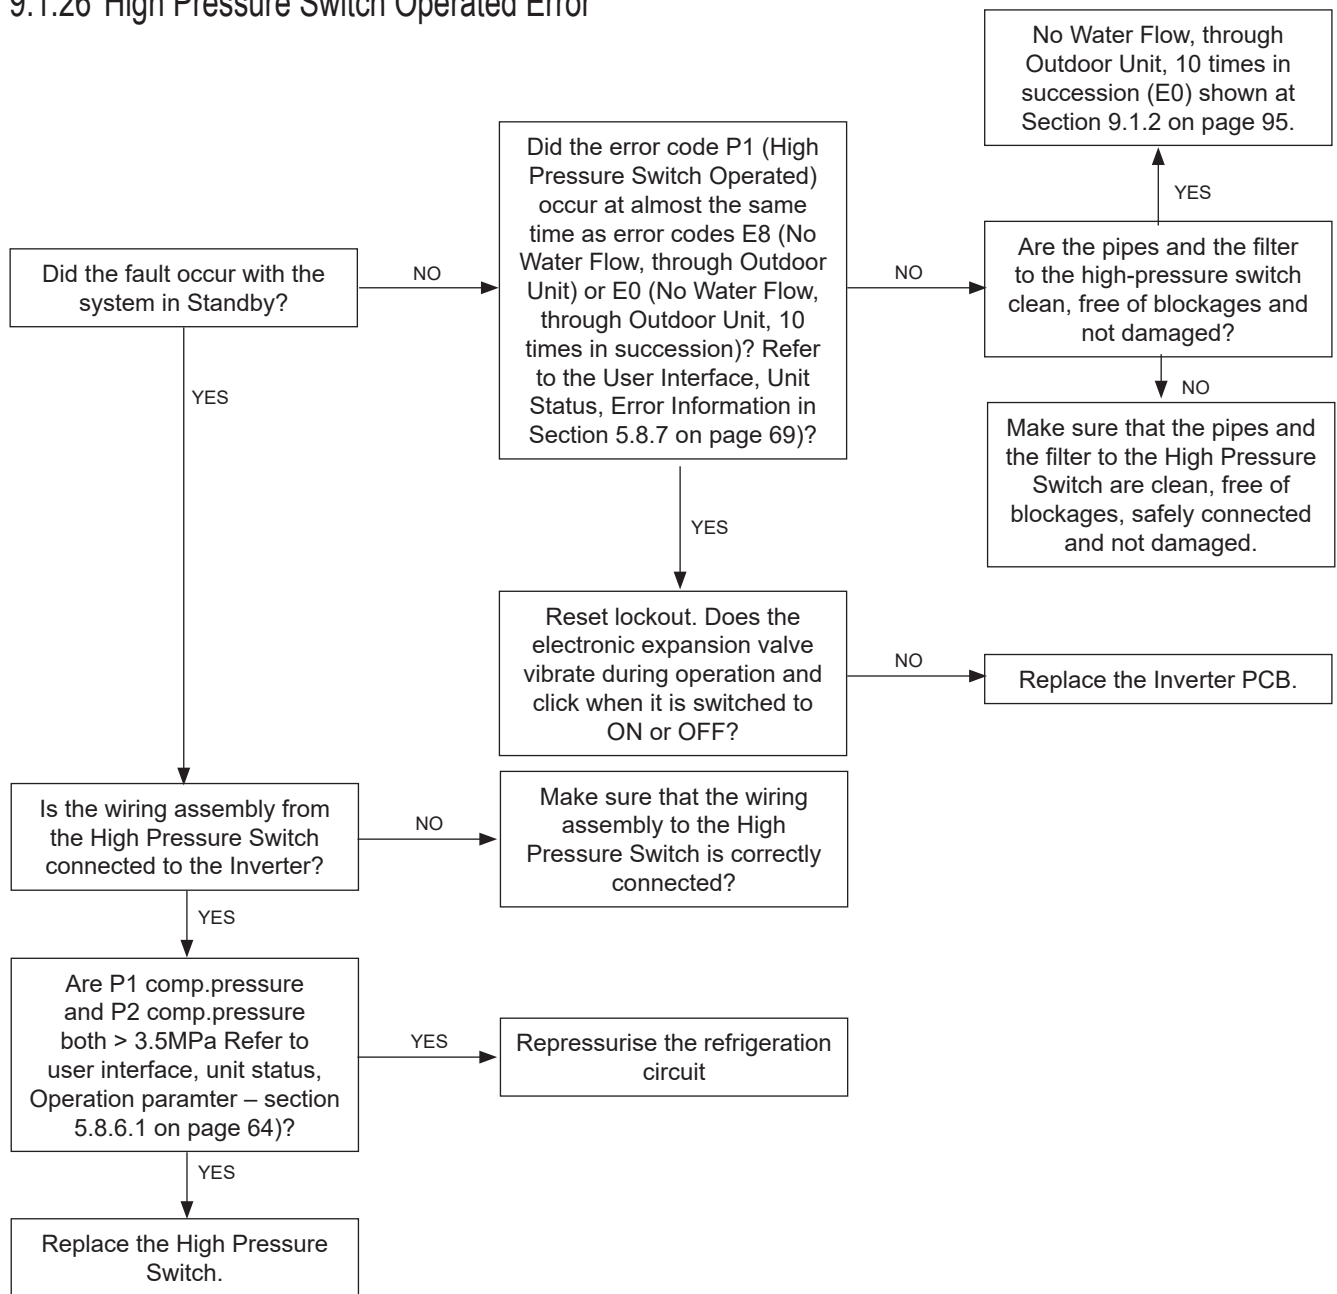 9.1.26 High Pressure Switch Operated Error
No Water Flow, through
Outdoor Unit, 10 times in
succession (E0) shown at
Section 9.1.2 on page 95.
YES
Did the fault occur with the
system in Standby?
NO
Did the error code P1 (High
Pressure Switch Operated)
occur at almost the same
time as error codes E8 (No
Water Flow, through Outdoor
Unit) or E0 (No Water Flow,
through Outdoor Unit, 10
times in succession)? Refer
to the User Interface, Unit
Status, Error Information in
Section 5.8.7 on page 69)?
NO
Are the pipes and the filter
to the high-pressure switch
clean, free of blockages and
not damaged?
NO
Make sure that the pipes and
the filter to the High Pressure
Switch are clean, free of
blockages, safely connected
and not damaged.
YES
YES
Reset lockout. Does the
electronic expansion valve
vibrate during operation and
click when it is switched to
ON or OFF?
NO
Replace the Inverter PCB.
Is the wiring assembly from
the High Pressure Switch
connected to the Inverter?
NO
Make sure that the wiring
assembly to the High
Pressure Switch is correctly
connected?
YES
Are P1 comp.pressure
and P2 comp.pressure
both > 3.5MPa Refer to
user interface, unit status,
Operation paramter – section
5.8.6.1 on page 64)?
YES
Repressurise the refrigeration
circuit
YES
Replace the High Pressure
Switch.